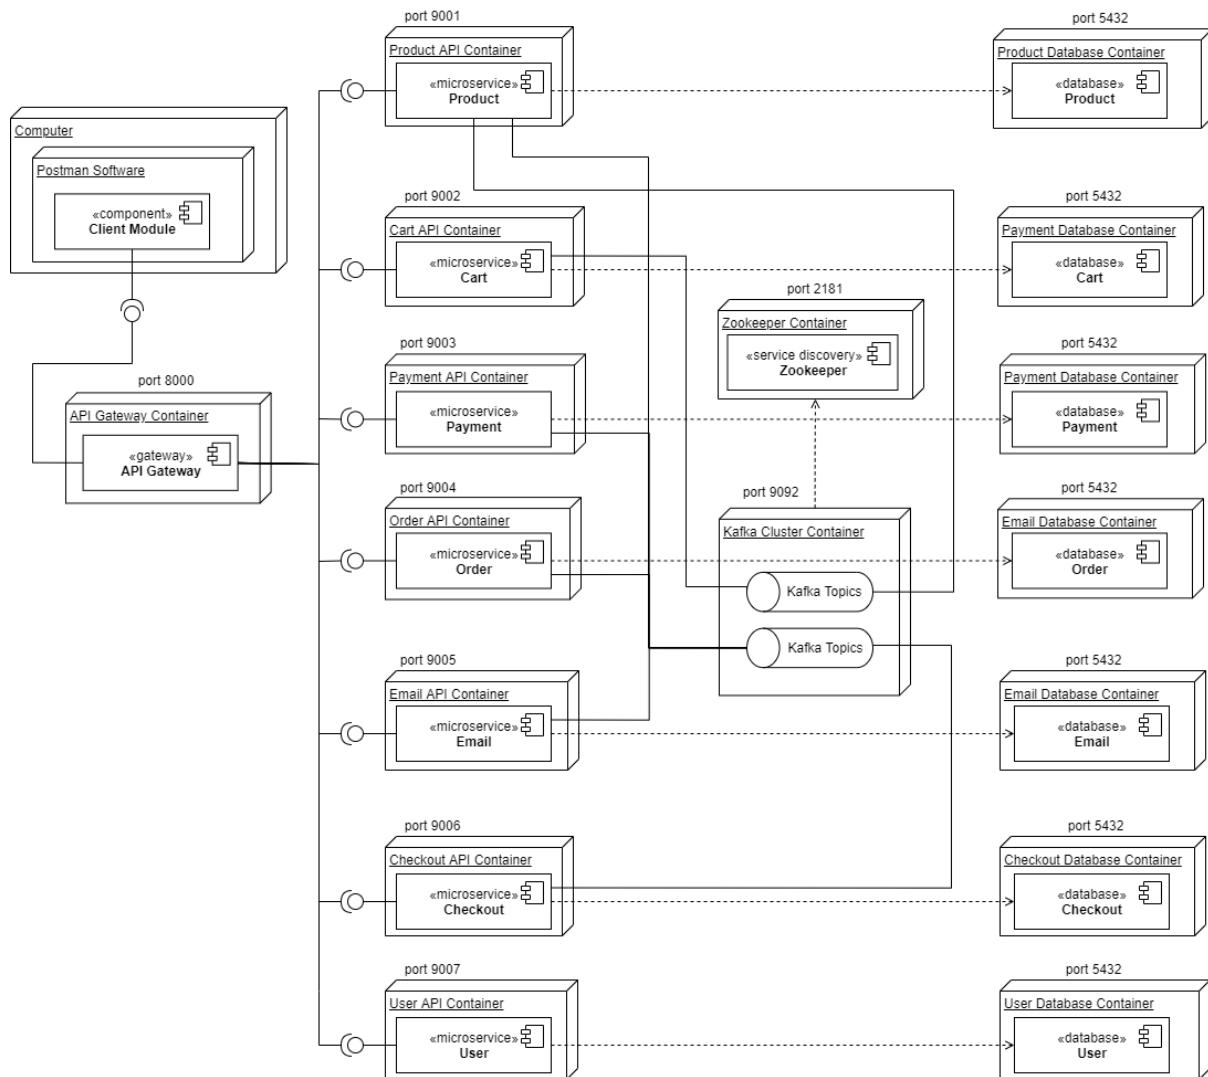 port 9001
Product API Container
«microservice»
Product
port 5432
Product Database Container
«database»
Product
Computer
Postman Software
«component»
Client Module
port 9002
Cart API Container
«microservice»
Cart
port 5432
Payment Database Container
«database»
Cart
port 2181
Zookeeper Container
«service discovery»
Zookeeper
port 9003
Payment API Container
«microservice»
Payment
port 5432
Payment Database Container
«database»
Payment
port 8000
API Gateway Container
«gateway»
API Gateway
port 9004
Order API Container
«microservice»
Order
port 9092
Kafka Cluster Container
Kafka Topics
Kafka Topics
port 5432
Email Database Container
«database»
Order
port 9005
Email API Container
«microservice»
Email
port 5432
Email Database Container
«database»
Email
port 9006
Checkout API Container
«microservice»
Checkout
port 5432
Checkout Database Container
«database»
Checkout
port 9007
User API Container
«microservice»
User
port 5432
User Database Container
«database»
User